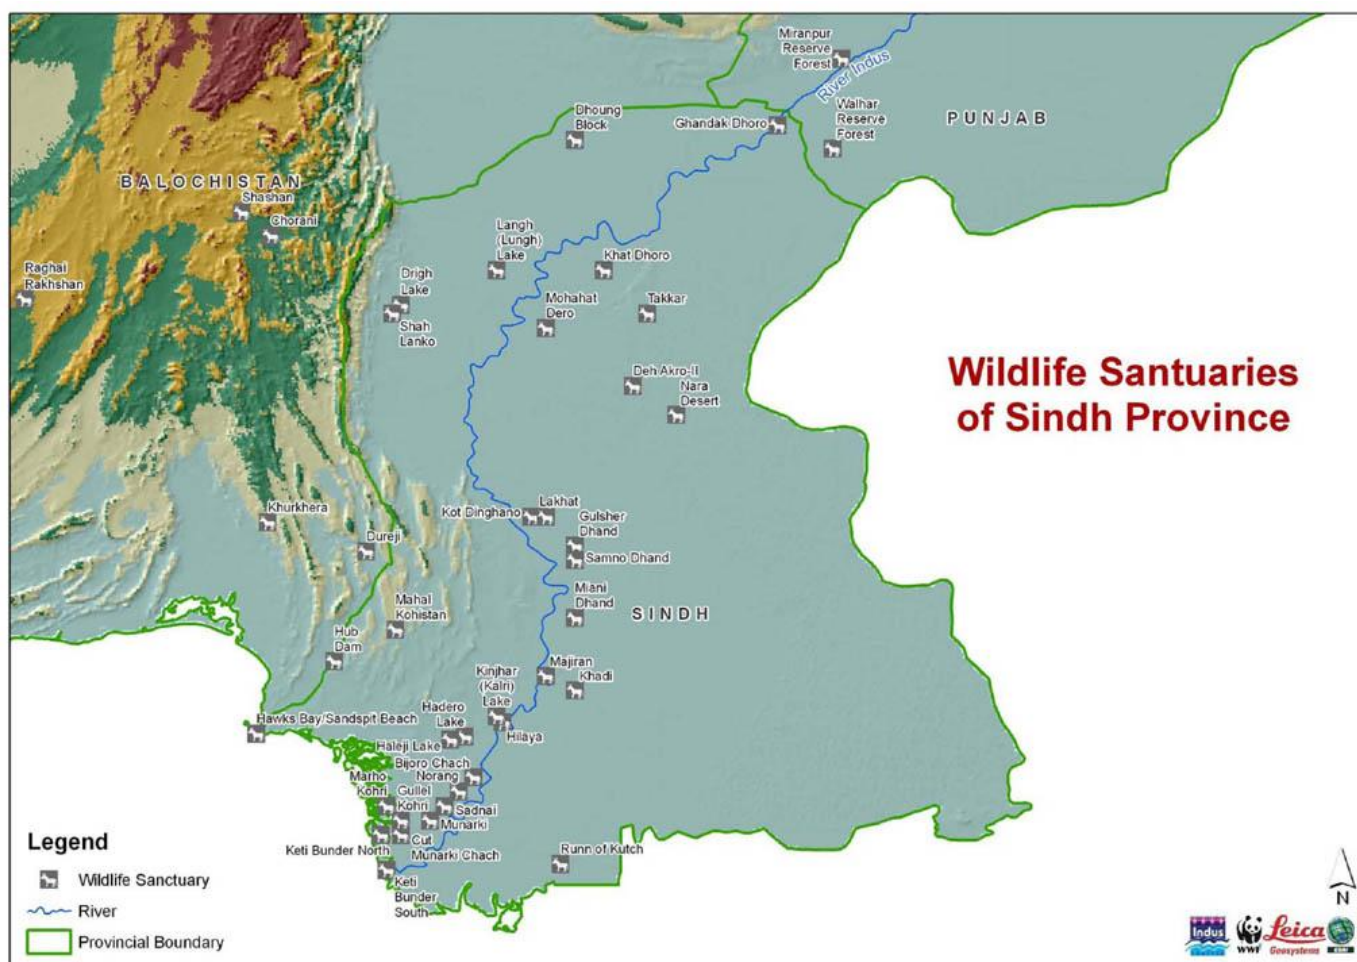 Miranpur
Reserve
Forest
River Indus
Dhoung
Block
Ghandak Dhoro
Walhar
Reserve
Forest
PUNJAB
BALOCHISTAN
Shashan
Chorani
Langh
(Lungh)
Lake
Khat Dhoro
Raghai
Rakhshan
Drigh
Lake
Shah
Lanko
Mohahat
Dero
Takkar
Wildlife Santuaries
of Sindh Province
Deh Akro-II
Nara
Desert
Khurkhera
Kot Dinghano
Lakhat
Gulsher
Dhand
Dureji
Samno Dhand
Mahal
Kohistan
Miani
Dhand
SINDH
Hub
Dam
Kinjhar
(Kalri)
Lake
Majiran
Khadi
Hawks Bay/Sandspit Beach
Hadero
Lake
Hilaya
Haleji Lake
Bijoro Chach
Norang
Marho
Kohri
Gullel
Kohri
Sadnai
Munarki
Cut
Munarki Chach
Keti Bunder North
Keti
Bunder
South
Runn of Kutch
Legend
Wildlife Sanctuary
River
Provincial Boundary
N
Indus
WWF
Leica
Geosystems
ESRI